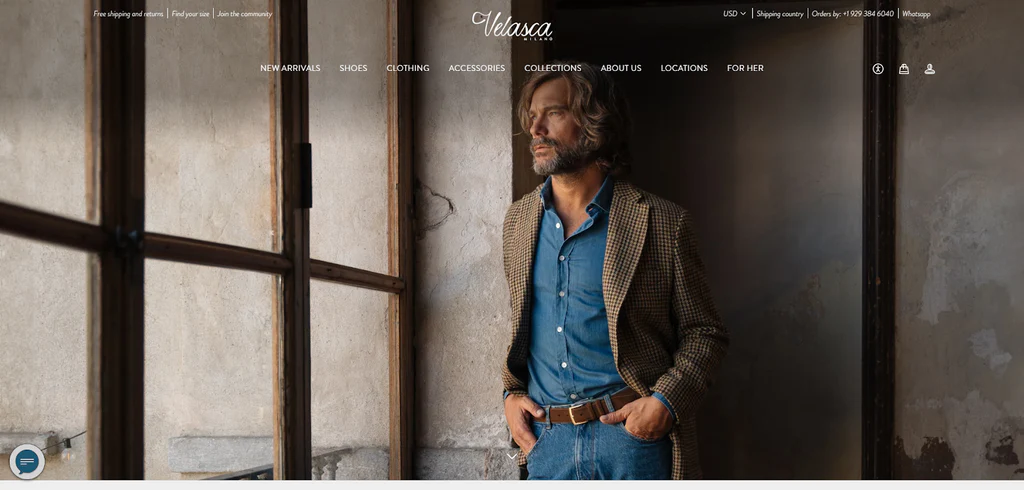 Free shipping and returns
Find your size
Join the community
Velasca
MILANO
USD
Shipping country
Orders by: +1 929 384 6040
Whatsapp
NEW ARRIVALS
SHOES
CLOTHING
ACCESSORIES
COLLECTIONS
ABOUT US
LOCATIONS
FOR HER